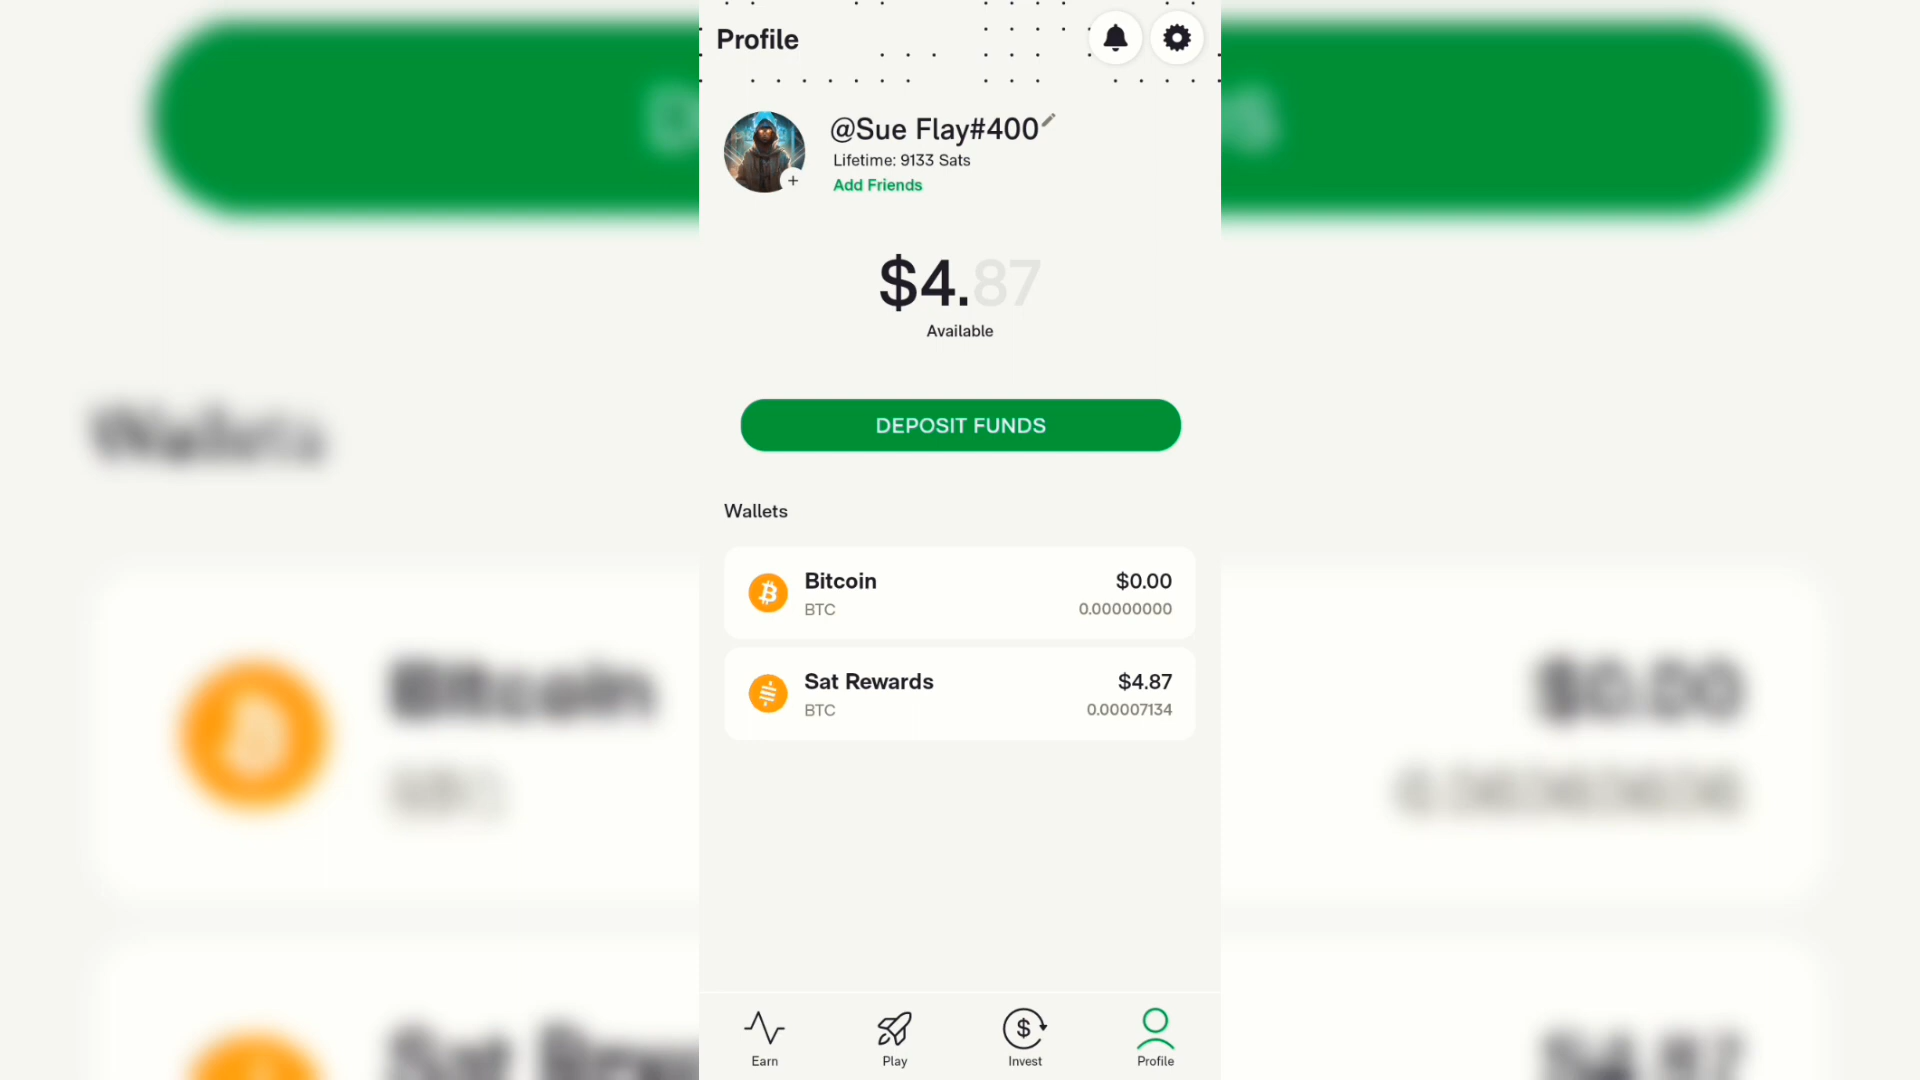 Profile
@Sue Flay#400
Lifetime: 9133 Sats
Add Friends
$4.87
Available
DEPOSIT FUNDS
Wallets
Bitcoin $0.00
BTC 0.00000000
Sat Rewards $4.87
BTC 0.00007134
Earn Play Invest Profile